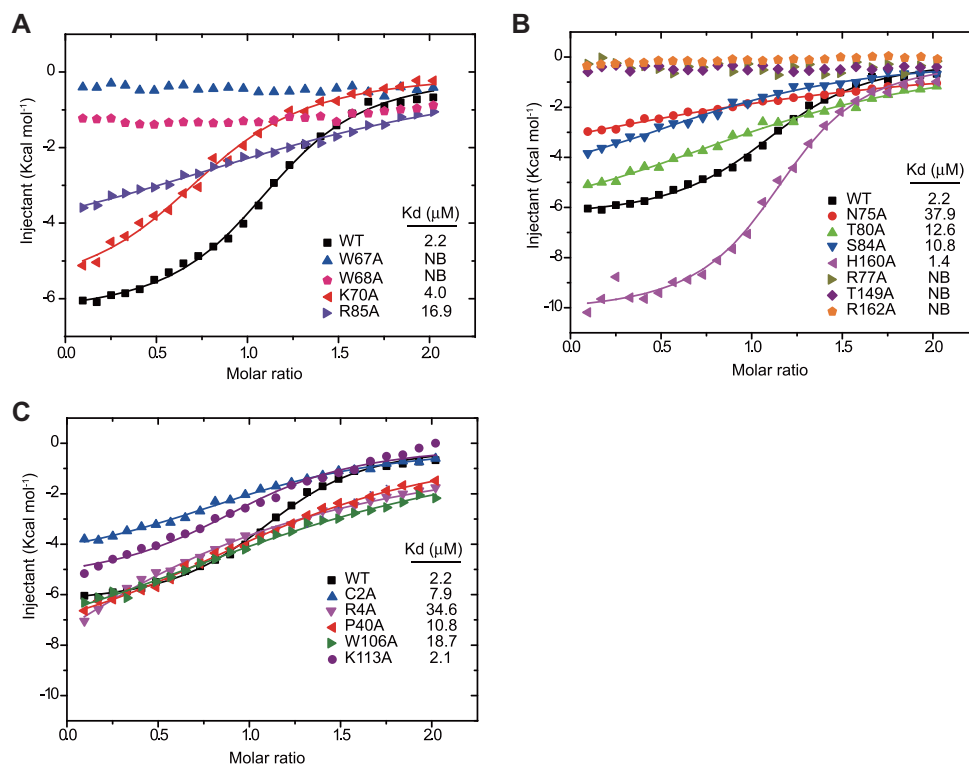 A
Injectant (Kcal mol-1)
0
-2
-4
-6
Kd (μM)
WT 2.2
W67A NB
W68A NB
K70A 4.0
R85A 16.9
0.0 0.5 1.0 1.5 2.0
Molar ratio
B
Injectant (Kcal mol-1)
0
-2
-4
-6
-8
-10
Kd (μM)
WT 2.2
N75A 37.9
T80A 12.6
S84A 10.8
H160A 1.4
R77A NB
T149A NB
R162A NB
0.0 0.5 1.0 1.5 2.0
Molar ratio
C
Injectant (Kcal mol-1)
0
-2
-4
-6
-8
-10
Kd (μM)
WT 2.2
C2A 7.9
R4A 34.6
P40A 10.8
W106A 18.7
K113A 2.1
0.0 0.5 1.0 1.5 2.0
Molar ratio